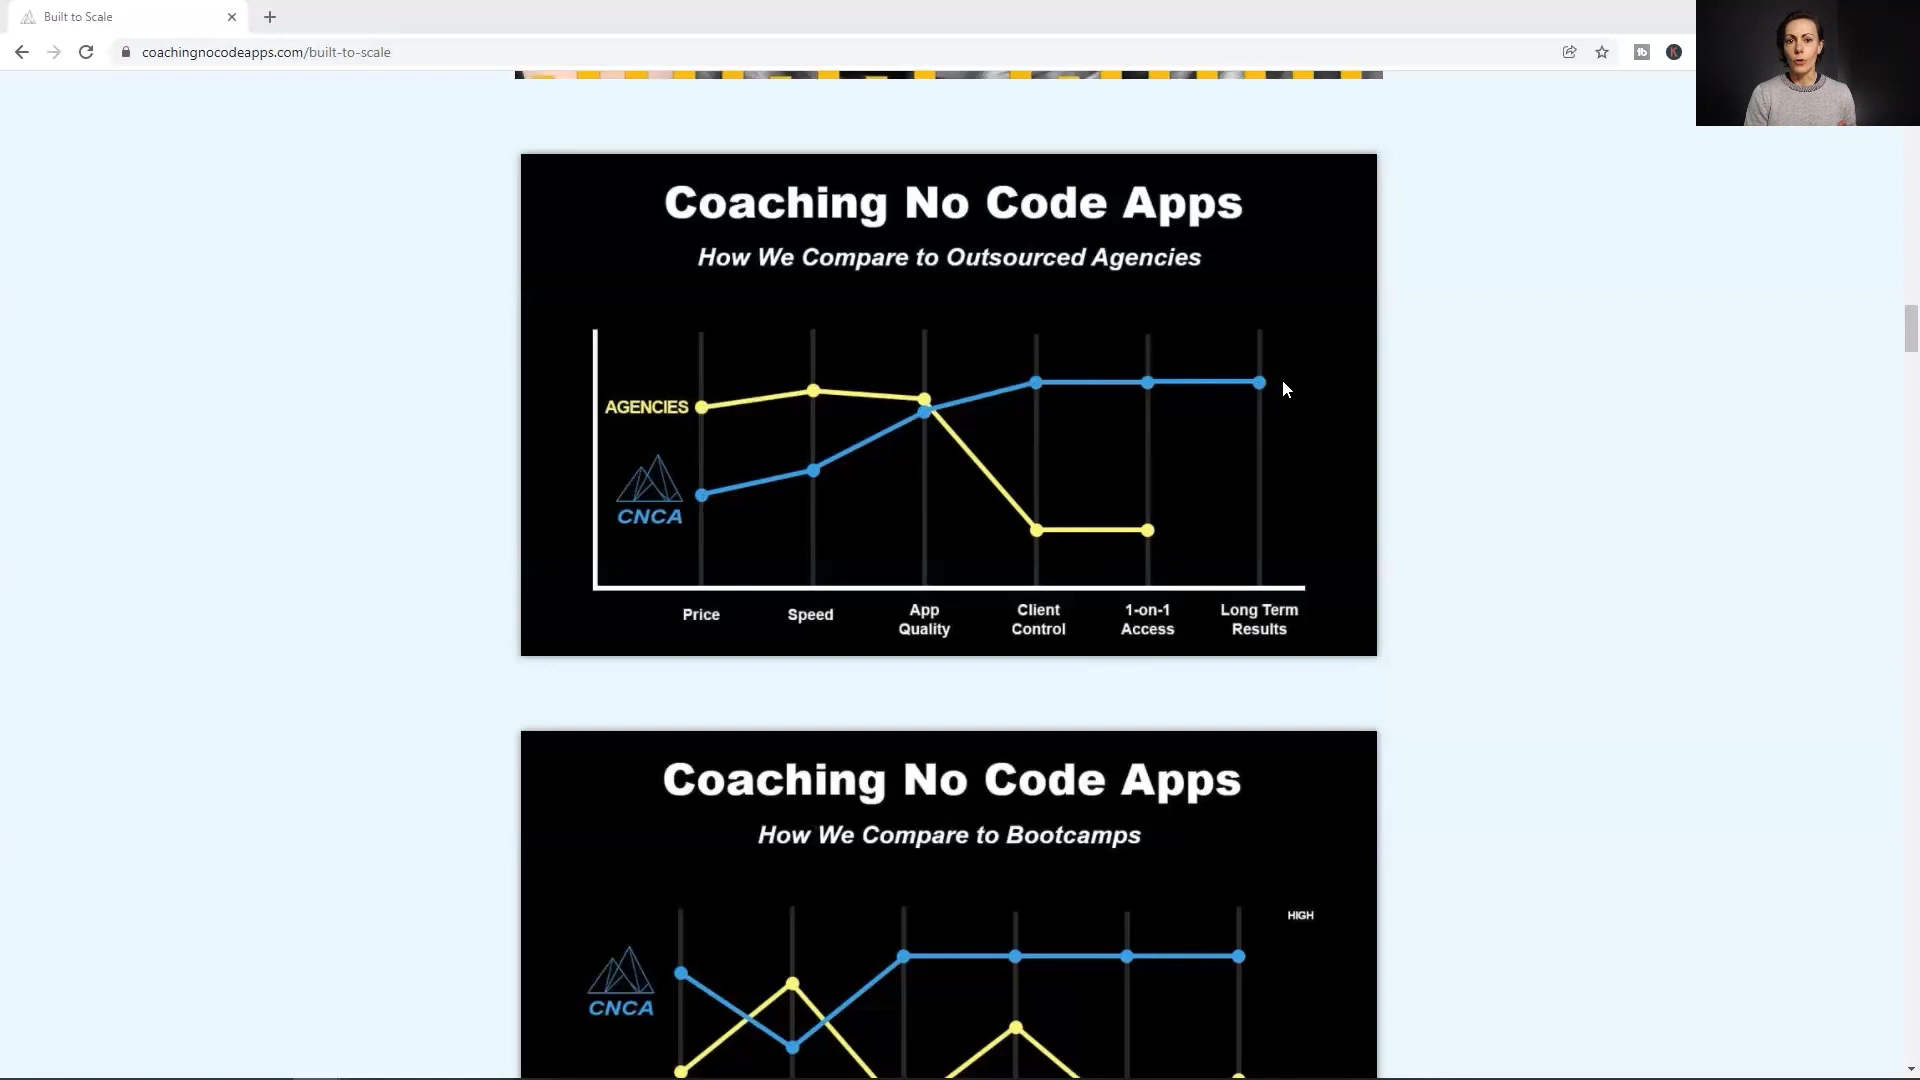 Built to Scale
coachingnocodeapps.com/built-to-scale
tb
K
Coaching No Code Apps
How We Compare to Outsourced Agencies
AGENCIES
CNCA
Price
Speed
App
Quality
Client
Control
1-on-1
Access
Long Term
Results
Coaching No Code Apps
How We Compare to Bootcamps
HIGH
CNCA